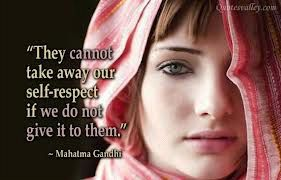 Quotesvalley.com
“They cannot
take away our
self-respect
if we do not
give it to them.”
~ Mahatma Gandhi